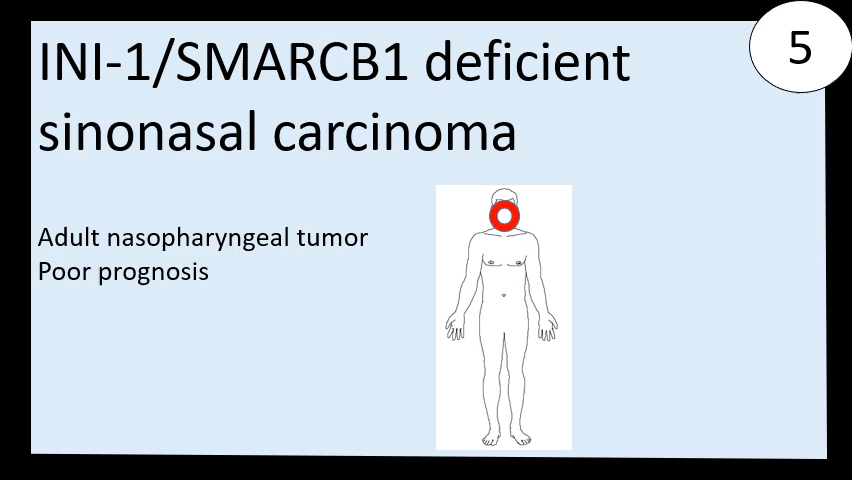 5
INI-1/SMARCB1 deficient
sinonasal carcinoma
Adult nasopharyngeal tumor
Poor prognosis